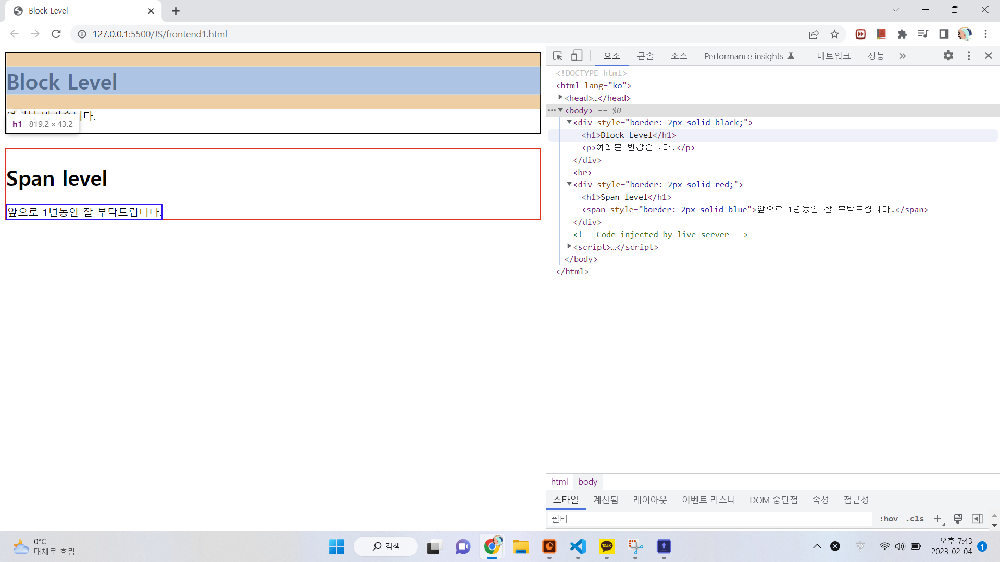 Block Level
127.0.0.1:5500/JS/frontend1.html
Block Level
니다.
h1 819.2 × 43.2
Span level
앞으로 1년동안 잘 부탁드립니다.
요소 콘솔 소스 Performance insights 네트워크 성능 »
<!DOCTYPE html>
<html lang="ko">
<head>…</head>
<body> == $0
<div style="border: 2px solid black;">
<h1>Block Level</h1>
<p>여러분 반갑습니다.</p>
</div>
<br>
<div style="border: 2px solid red;">
<h1>Span level</h1>
<span style="border: 2px solid blue">앞으로 1년동안 잘 부탁드립니다.</span>
</div>
<!-- Code injected by live-server -->
<script>…</script>
</body>
</html>
html body
스타일 계산됨 레이아웃 이벤트 리스너 DOM 중단점 속성 접근성
필터 :hov .cls
0°C
대체로 흐림
검색
TALK
오후 7:43
2023-02-04
1